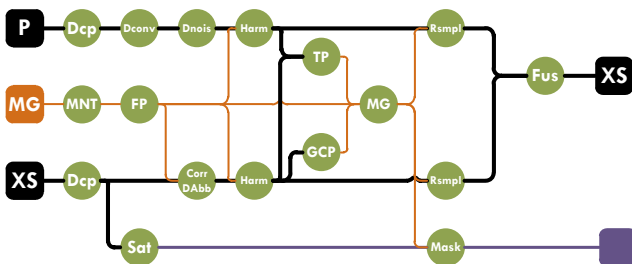 P Dcp Dconv Dnois Harm Rsmpl
TP
Fus XS
MG MNT FP MG
GCP
XS Dcp Corr DAbb Harm Rsmpl
Sat Mask